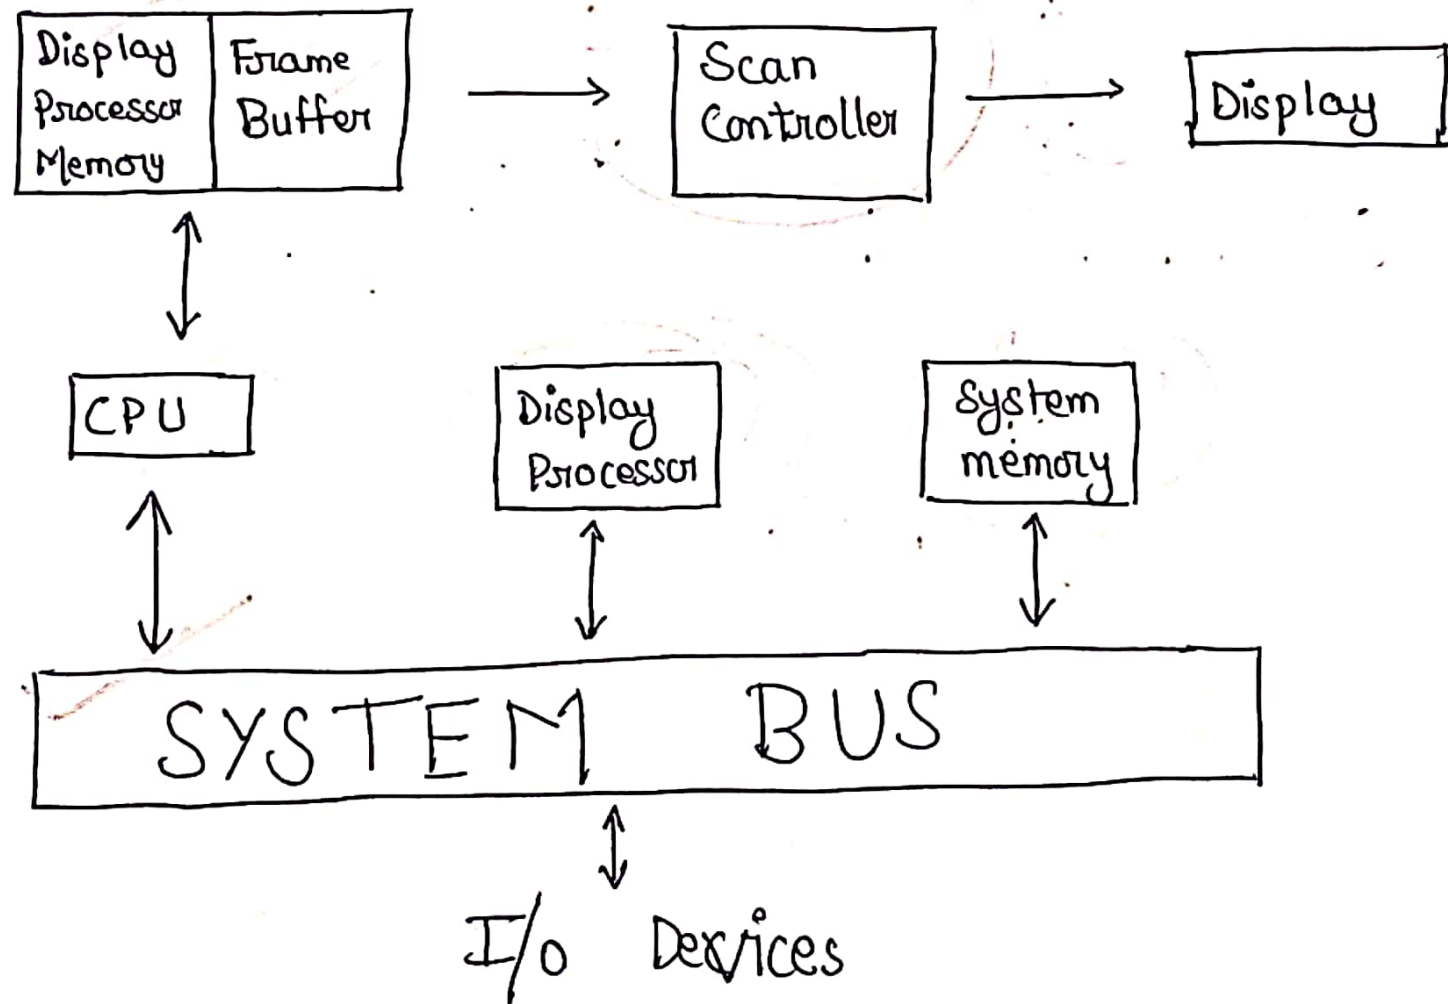 Display
Processor
Memory
Frame
Buffer
Scan
Controller
Display
CPU
Display
Processor
System
memory
SYSTEM BUS
I/o Devices